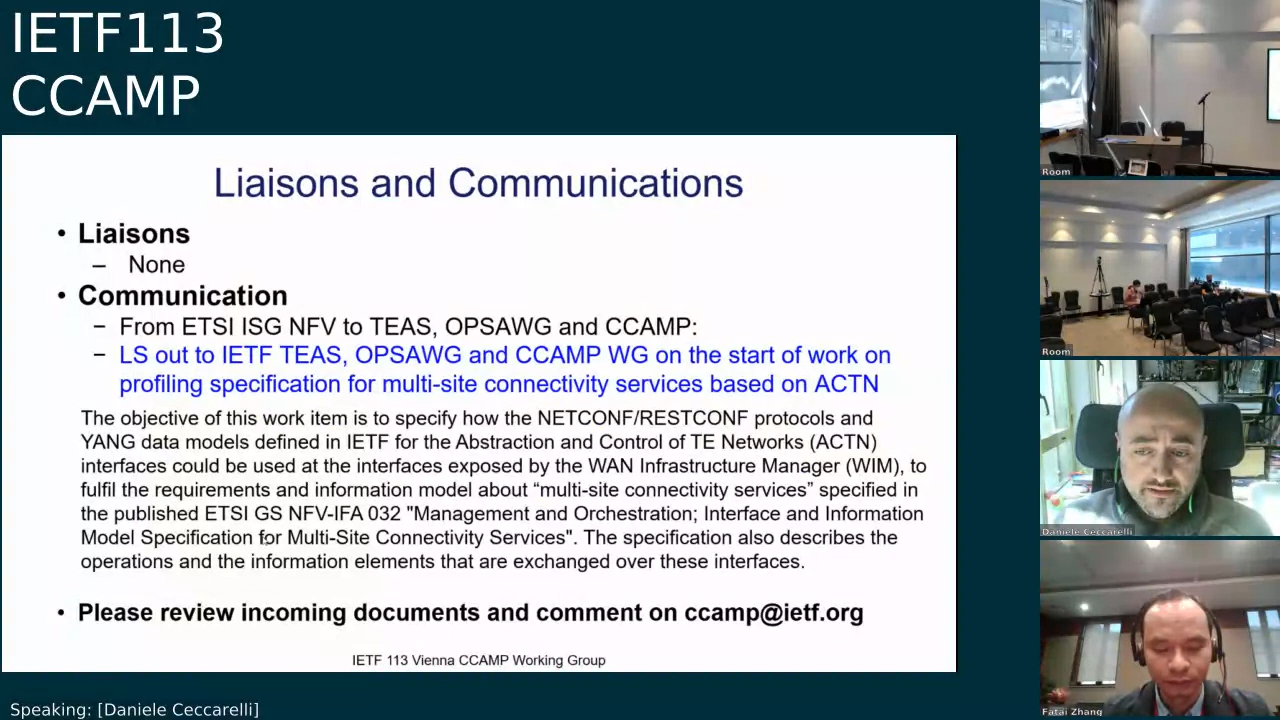 IETF113
CCAMP
Liaisons and Communications
• Liaisons
– None
• Communication
– From ETSI ISG NFV to TEAS, OPSAWG and CCAMP:
– LS out to IETF TEAS, OPSAWG and CCAMP WG on the start of work on
profiling specification for multi-site connectivity services based on ACTN
The objective of this work item is to specify how the NETCONF/RESTCONF protocols and
YANG data models defined in IETF for the Abstraction and Control of TE Networks (ACTN)
interfaces could be used at the interfaces exposed by the WAN Infrastructure Manager (WIM), to
fulfil the requirements and information model about “multi-site connectivity services” specified in
the published ETSI GS NFV-IFA 032 "Management and Orchestration; Interface and Information
Model Specification for Multi-Site Connectivity Services". The specification also describes the
operations and the information elements that are exchanged over these interfaces.
• Please review incoming documents and comment on ccamp@ietf.org
IETF 113 Vienna CCAMP Working Group
Speaking: [Daniele Ceccarelli]
Room
Room
Daniele Ceccarelli
Fatai Zhang